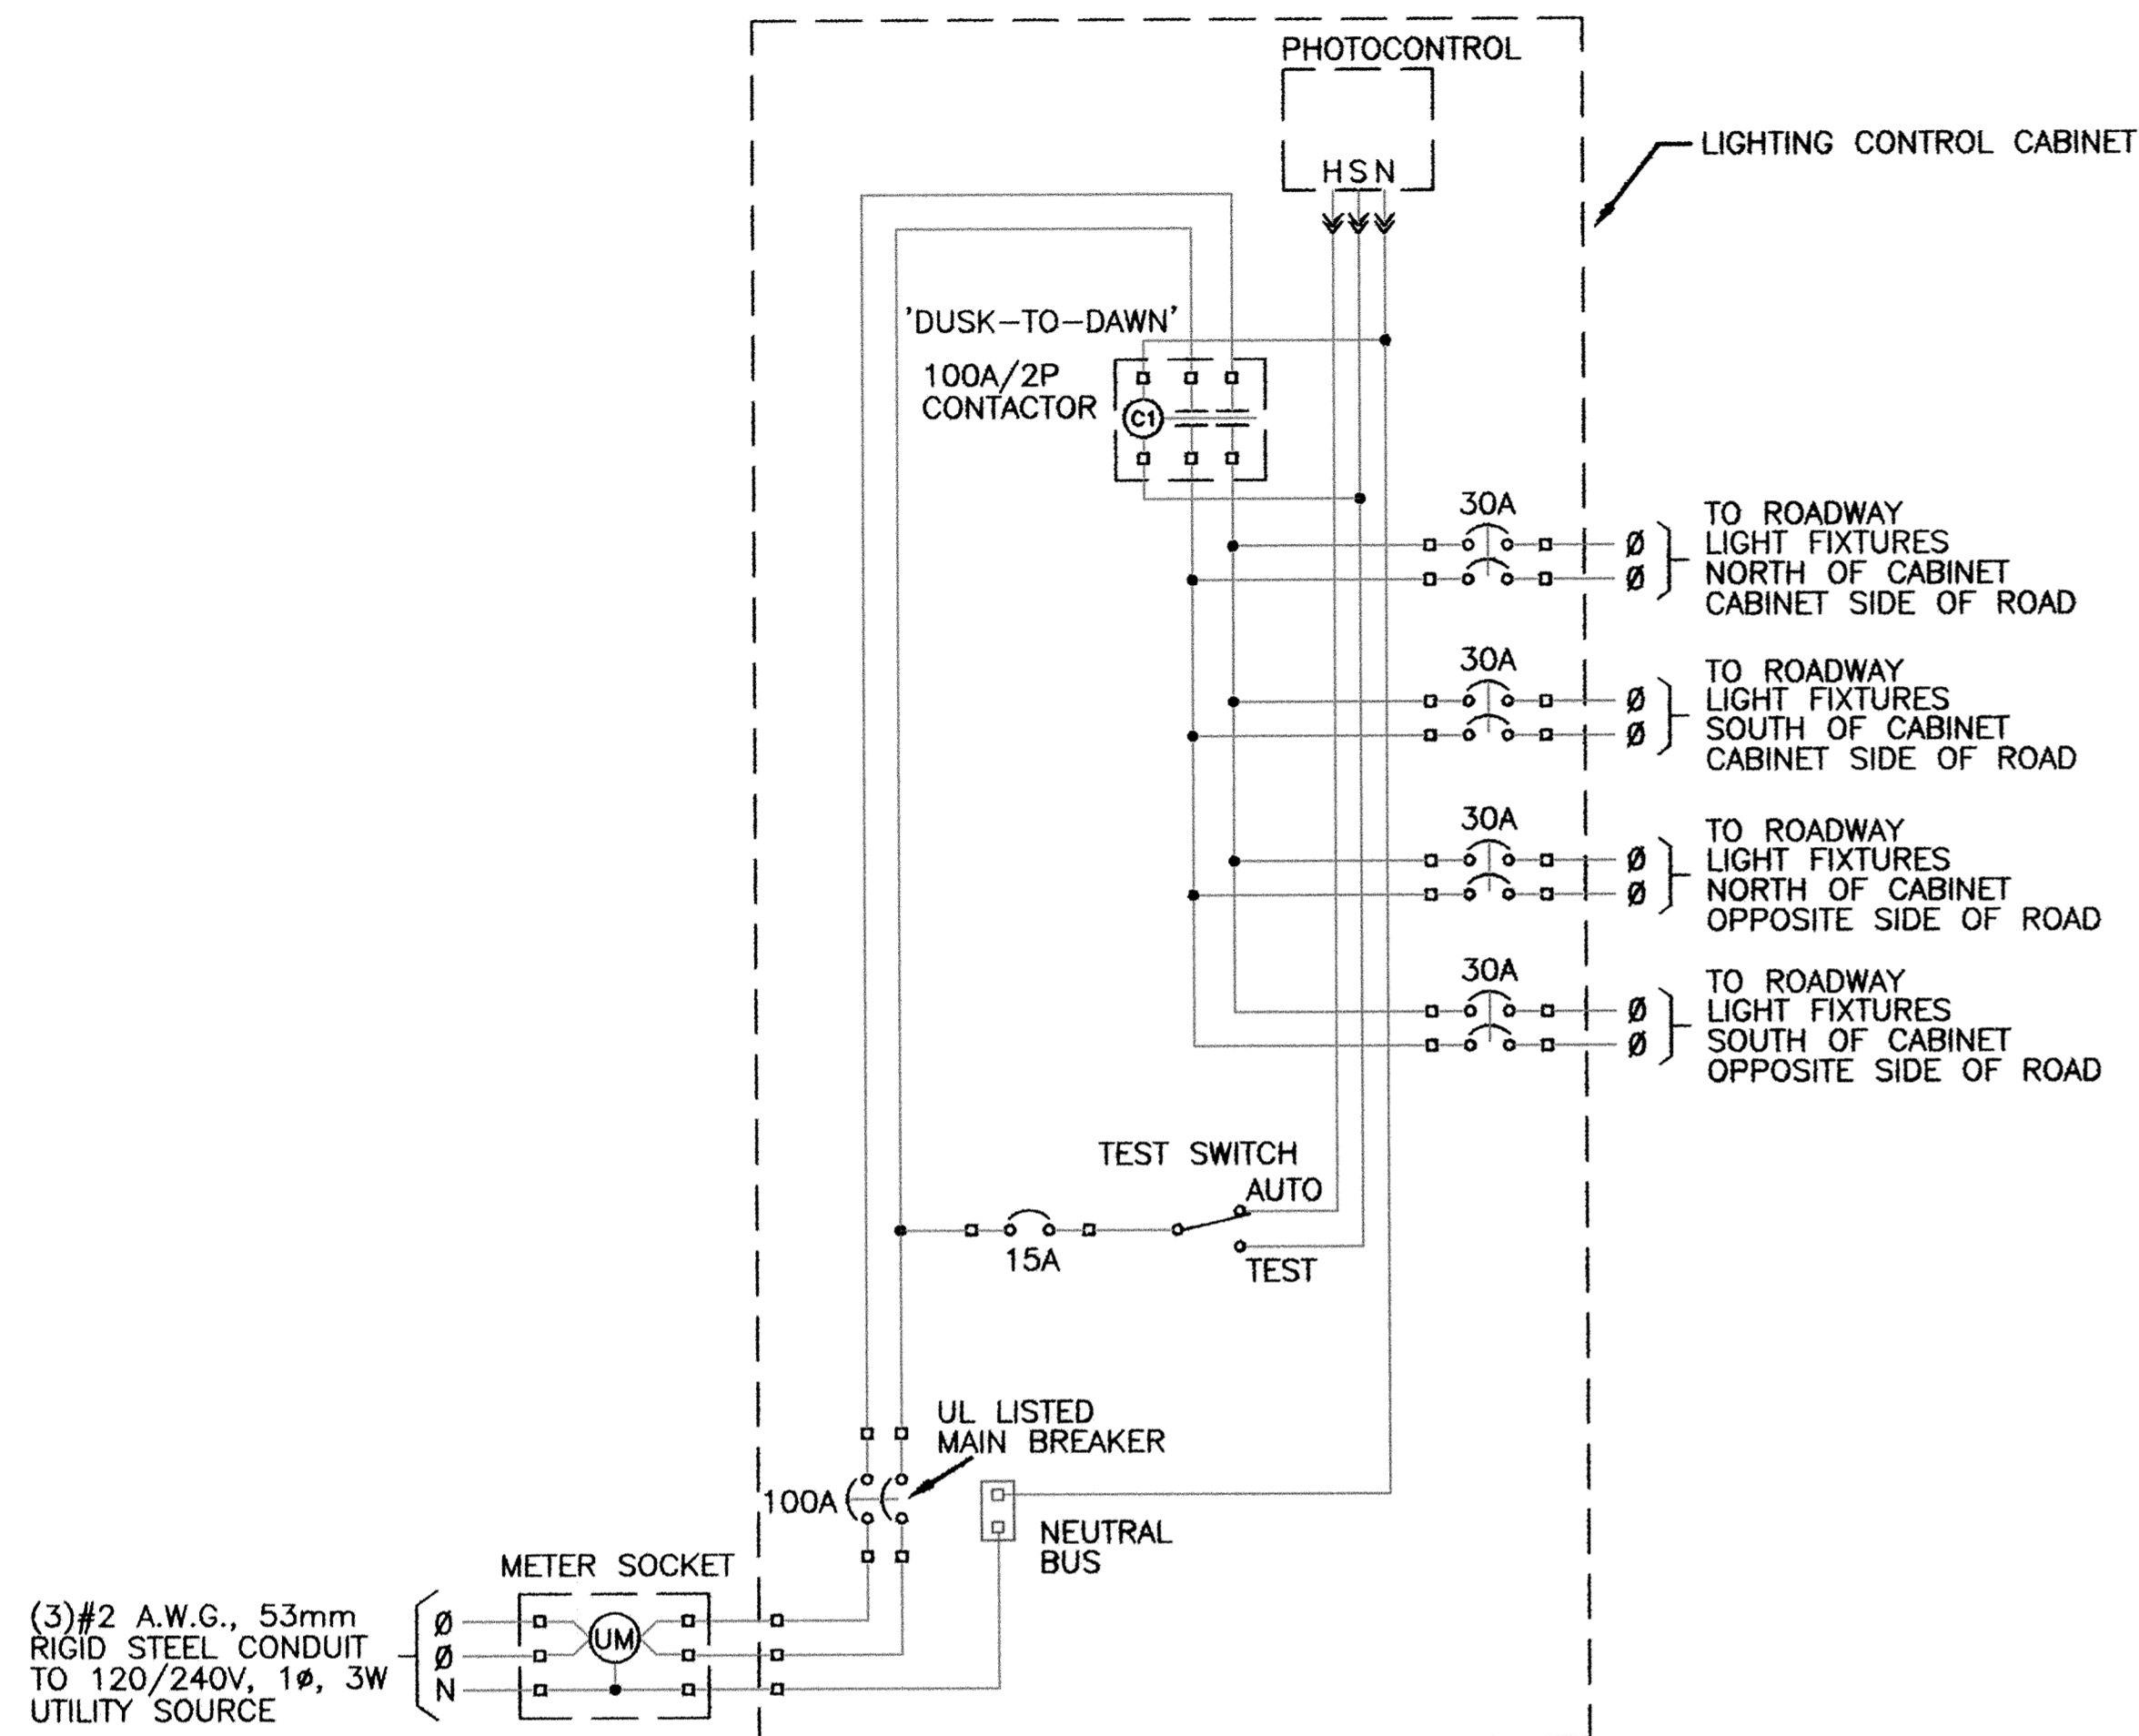 PHOTOCONTROL
LIGHTING CONTROL CABINET
H S N
'DUSK-TO-DAWN'
100A/2P
CONTACTOR
C1
30A
TO ROADWAY
LIGHT FIXTURES
NORTH OF CABINET
CABINET SIDE OF ROAD
Ø
Ø
30A
TO ROADWAY
LIGHT FIXTURES
SOUTH OF CABINET
CABINET SIDE OF ROAD
Ø
Ø
30A
TO ROADWAY
LIGHT FIXTURES
NORTH OF CABINET
OPPOSITE SIDE OF ROAD
Ø
Ø
30A
TO ROADWAY
LIGHT FIXTURES
SOUTH OF CABINET
OPPOSITE SIDE OF ROAD
Ø
Ø
TEST SWITCH
AUTO
15A
TEST
UL LISTED
MAIN BREAKER
100A
NEUTRAL
BUS
METER SOCKET
UM
(3)#2 A.W.G., 53mm
RIGID STEEL CONDUIT
TO 120/240V, 1ø, 3W
UTILITY SOURCE
Ø
Ø
N